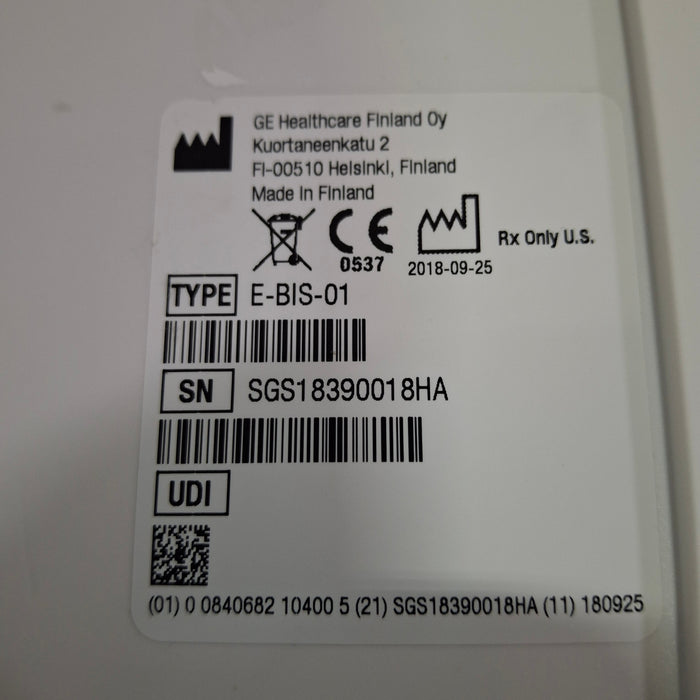 GE Healthcare Finland Oy
Kuortaneenkatu 2
FI-00510 Helsinki, Finland
Made in Finland
CE
0537
2018-09-25
Rx Only U.S.
TYPE E-BIS-01
SN SGS18390018HA
UDI
(01) 0 0840682 10400 5 (21) SGS18390018HA (11) 180925